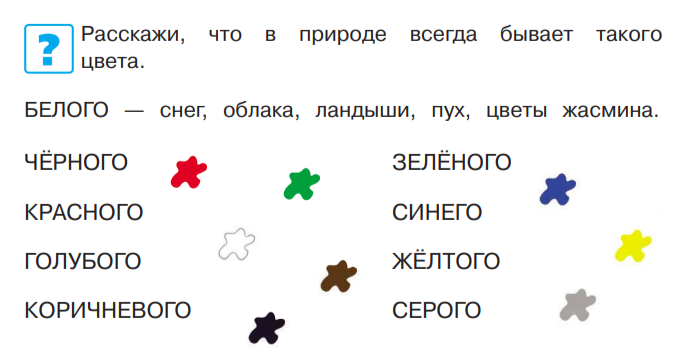 ?
Расскажи, что в природе всегда бывает такого
цвета.
БЕЛОГО — снег, облака, ландыши, пух, цветы жасмина.
ЧЁРНОГО
КРАСНОГО
ГОЛУБОГО
КОРИЧНЕВОГО
ЗЕЛЁНОГО
СИНЕГО
ЖЁЛТОГО
СЕРОГО